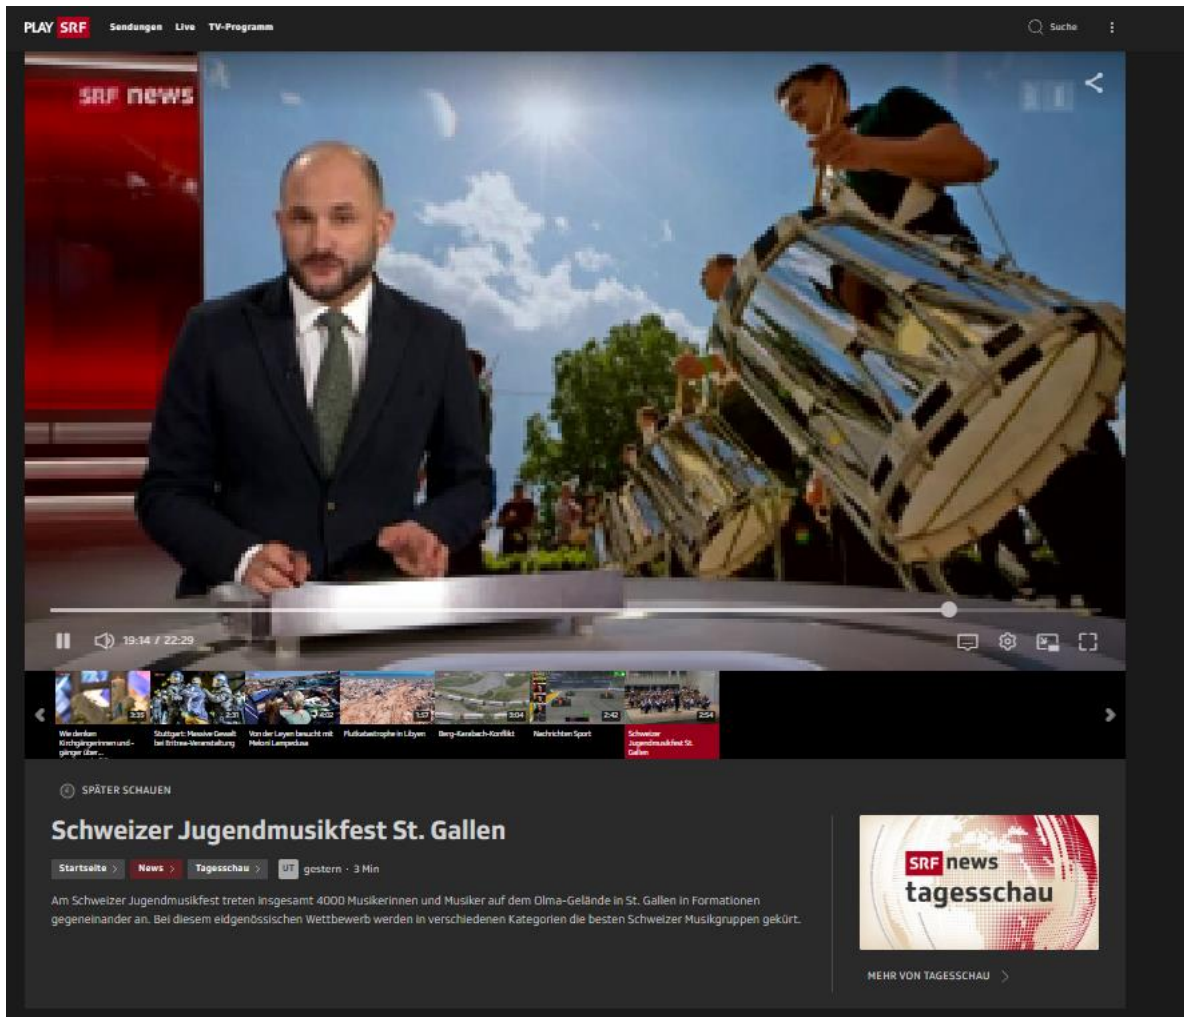 PLAY SRF
Sendungen Live TV-Programm
Suche
SRF news
19:14 / 22:29
3:35
2:31
4:02
1:57
3:04
2:42
2:54
Wie denken
Kirchgängerinnen und -
gänger über...
Stuttgart: Massive Gewalt
bei Eritrea-Veranstaltung
Von der Leyen besucht mit
Meloni Lampedusa
Flutkatastrophe in Libyen
Berg-Karabach-Konflikt
Nachrichten Sport
Schweizer
Jugendmusikfest St.
Gallen
SPÄTER SCHAUEN
Schweizer Jugendmusikfest St. Gallen
Startseite > News > Tagesschau > UT gestern · 3 Min
Am Schweizer Jugendmusikfest treten insgesamt 4000 Musikerinnen und Musiker auf dem Olma-Gelände in St. Gallen in Formationen
gegeneinander an. Bei diesem eidgenössischen Wettbewerb werden in verschiedenen Kategorien die besten Schweizer Musikgruppen gekürt.
SRF news
tagesschau
MEHR VON TAGESSCHAU >